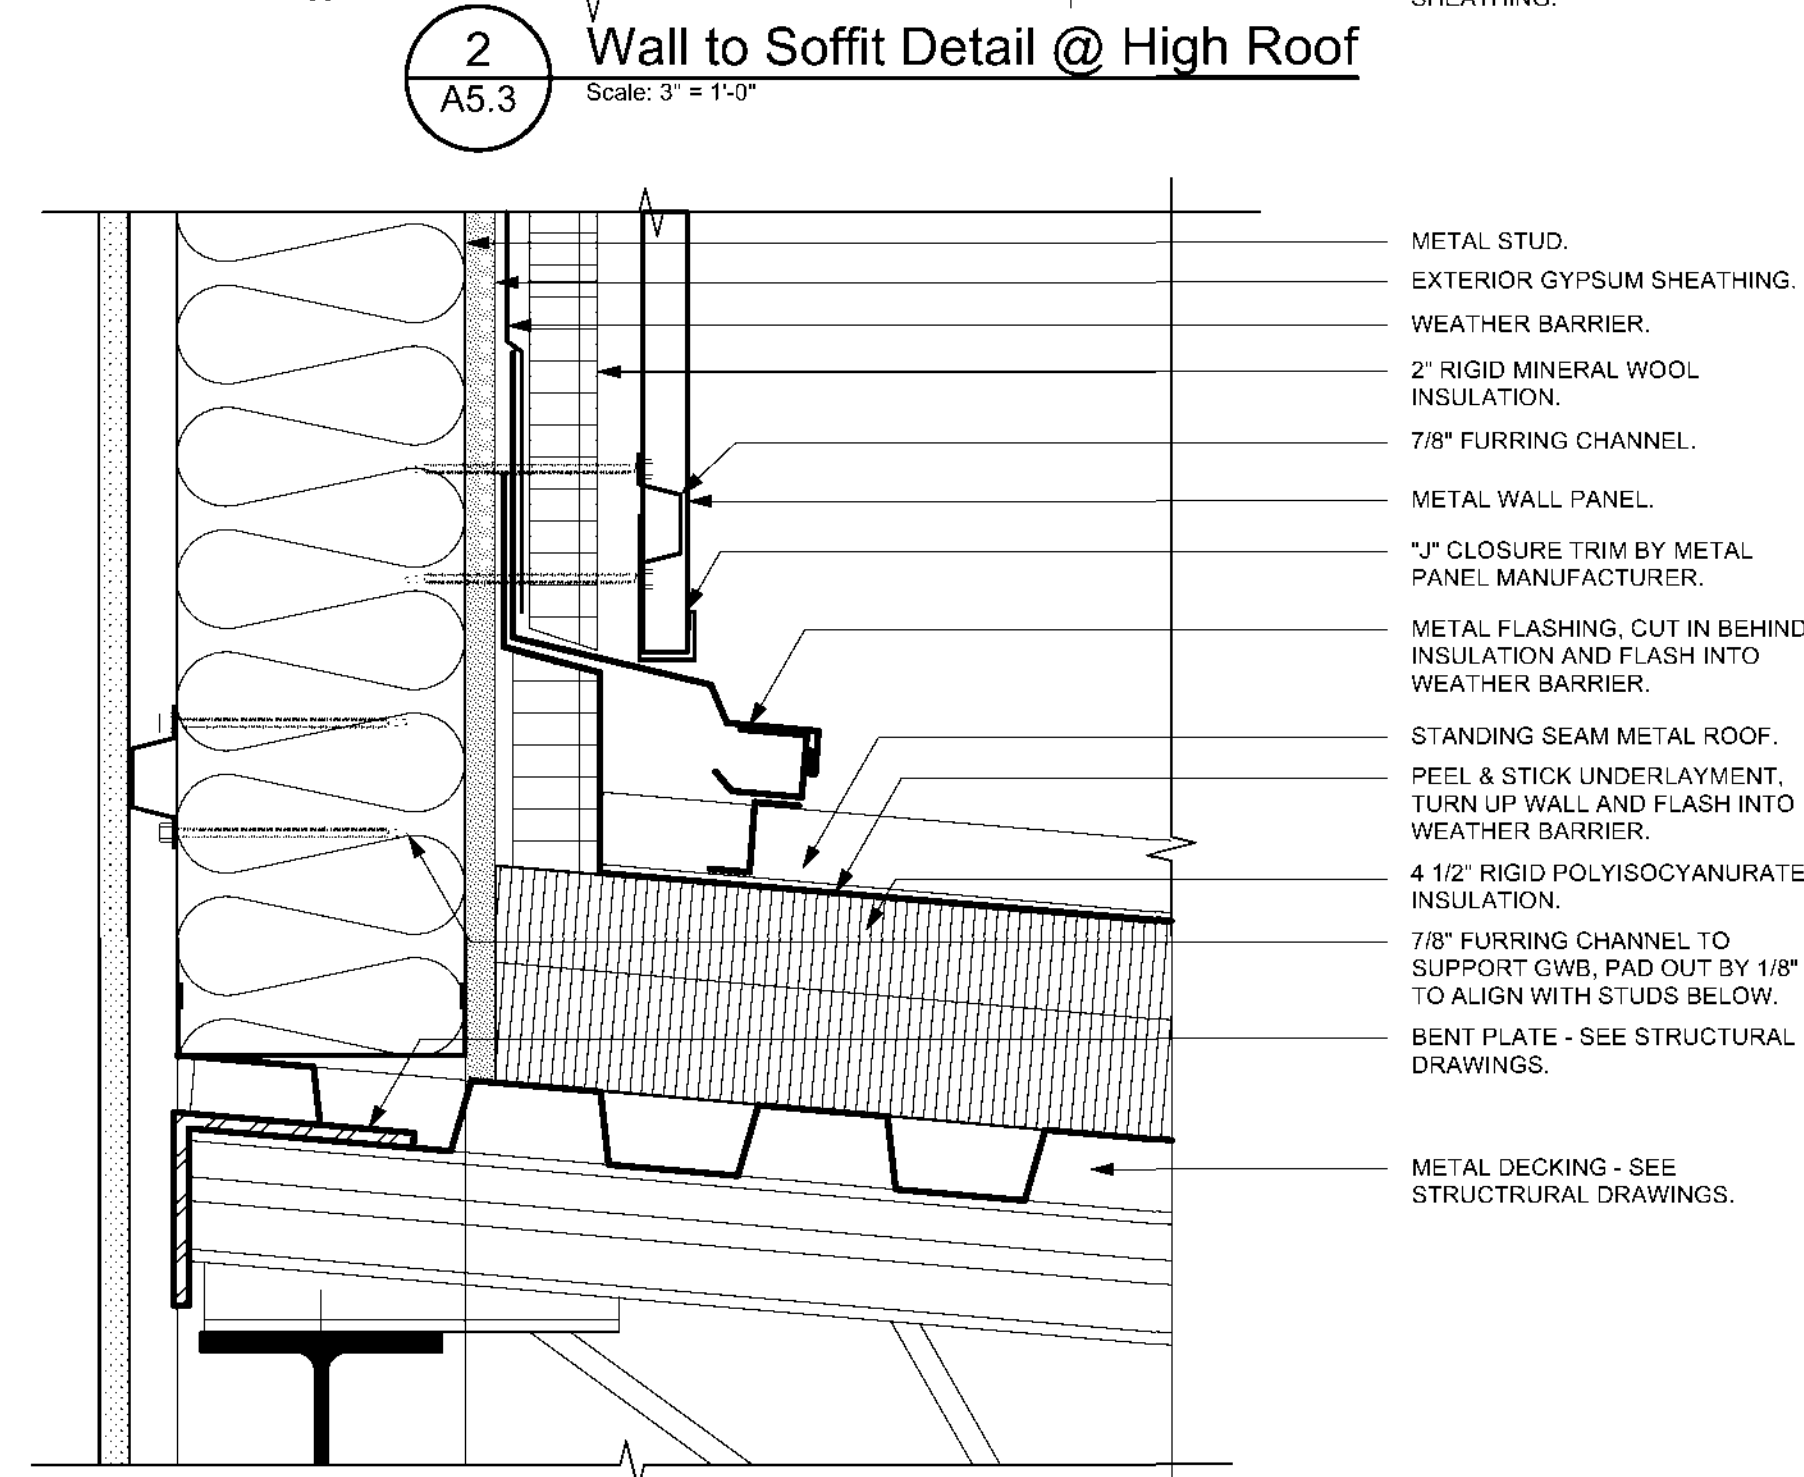 SHEATHING.
2
A5.3
Wall to Soffit Detail @ High Roof
Scale: 3" = 1'-0"
METAL STUD.
EXTERIOR GYPSUM SHEATHING.
WEATHER BARRIER.
2" RIGID MINERAL WOOL
INSULATION.
7/8" FURRING CHANNEL.
METAL WALL PANEL.
"J" CLOSURE TRIM BY METAL
PANEL MANUFACTURER.
METAL FLASHING, CUT IN BEHIND
INSULATION AND FLASH INTO
WEATHER BARRIER.
STANDING SEAM METAL ROOF.
PEEL & STICK UNDERLAYMENT,
TURN UP WALL AND FLASH INTO
WEATHER BARRIER.
4 1/2" RIGID POLYISOCYANURATE
INSULATION.
7/8" FURRING CHANNEL TO
SUPPORT GWB, PAD OUT BY 1/8"
TO ALIGN WITH STUDS BELOW.
BENT PLATE - SEE STRUCTURAL
DRAWINGS.
METAL DECKING - SEE
STRUCTRURAL DRAWINGS.